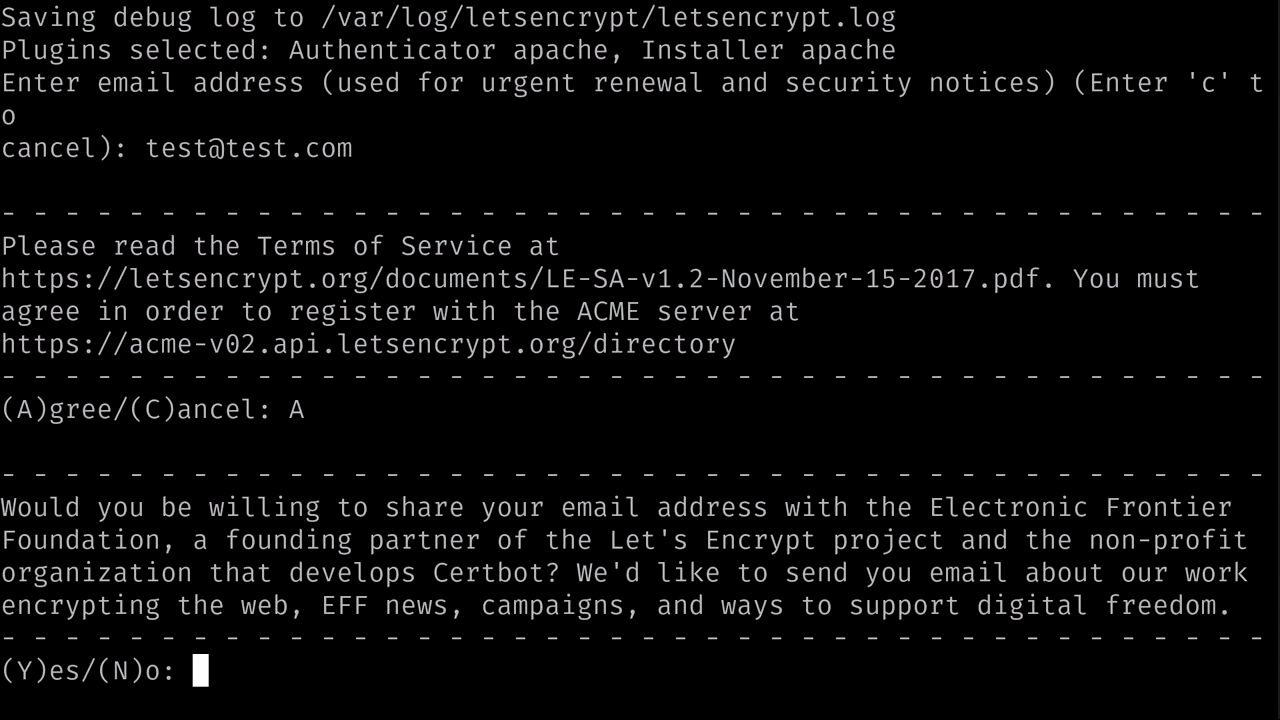 Saving debug log to /var/log/letsencrypt/letsencrypt.log
Plugins selected: Authenticator apache, Installer apache
Enter email address (used for urgent renewal and security notices) (Enter 'c' t
o
cancel): test@test.com
- - - - - - - - - - - - - - - - - - - - - - - - - - - - - - - - - - - - - - - -
Please read the Terms of Service at
https://letsencrypt.org/documents/LE-SA-v1.2-November-15-2017.pdf. You must
agree in order to register with the ACME server at
https://acme-v02.api.letsencrypt.org/directory
- - - - - - - - - - - - - - - - - - - - - - - - - - - - - - - - - - - - - - - -
(A)gree/(C)ancel: A
- - - - - - - - - - - - - - - - - - - - - - - - - - - - - - - - - - - - - - - -
Would you be willing to share your email address with the Electronic Frontier
Foundation, a founding partner of the Let's Encrypt project and the non-profit
organization that develops Certbot? We'd like to send you email about our work
encrypting the web, EFF news, campaigns, and ways to support digital freedom.
- - - - - - - - - - - - - - - - - - - - - - - - - - - - - - - - - - - - - - - -
(Y)es/(N)o: